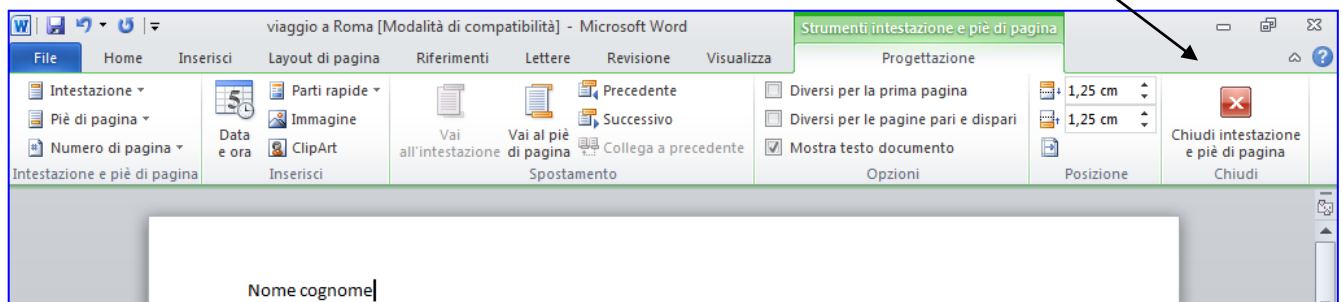 viaggio a Roma [Modalità di compatibilità] - Microsoft Word
Strumenti intestazione e piè di pagina
File Home Inserisci Layout di pagina Riferimenti Lettere Revisione Visualizza Progettazione
Intestazione
Piè di pagina
Numero di pagina
Intestazione e piè di pagina
5
Data
e ora
Parti rapide
Immagine
ClipArt
Inserisci
Vai
all'intestazione
Vai al piè
di pagina
Precedente
Successivo
Collega a precedente
Spostamento
Diversi per la prima pagina
Diversi per le pagine pari e dispari
Mostra testo documento
Opzioni
1,25 cm
1,25 cm
Posizione
Chiudi intestazione
e piè di pagina
Chiudi
Nome cognome